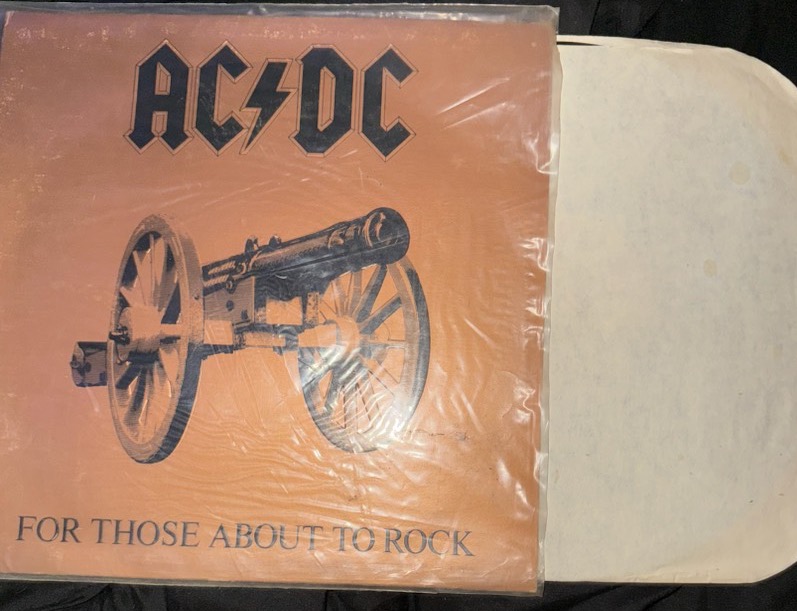 AC⚡DC
FOR THOSE ABOUT TO ROCK